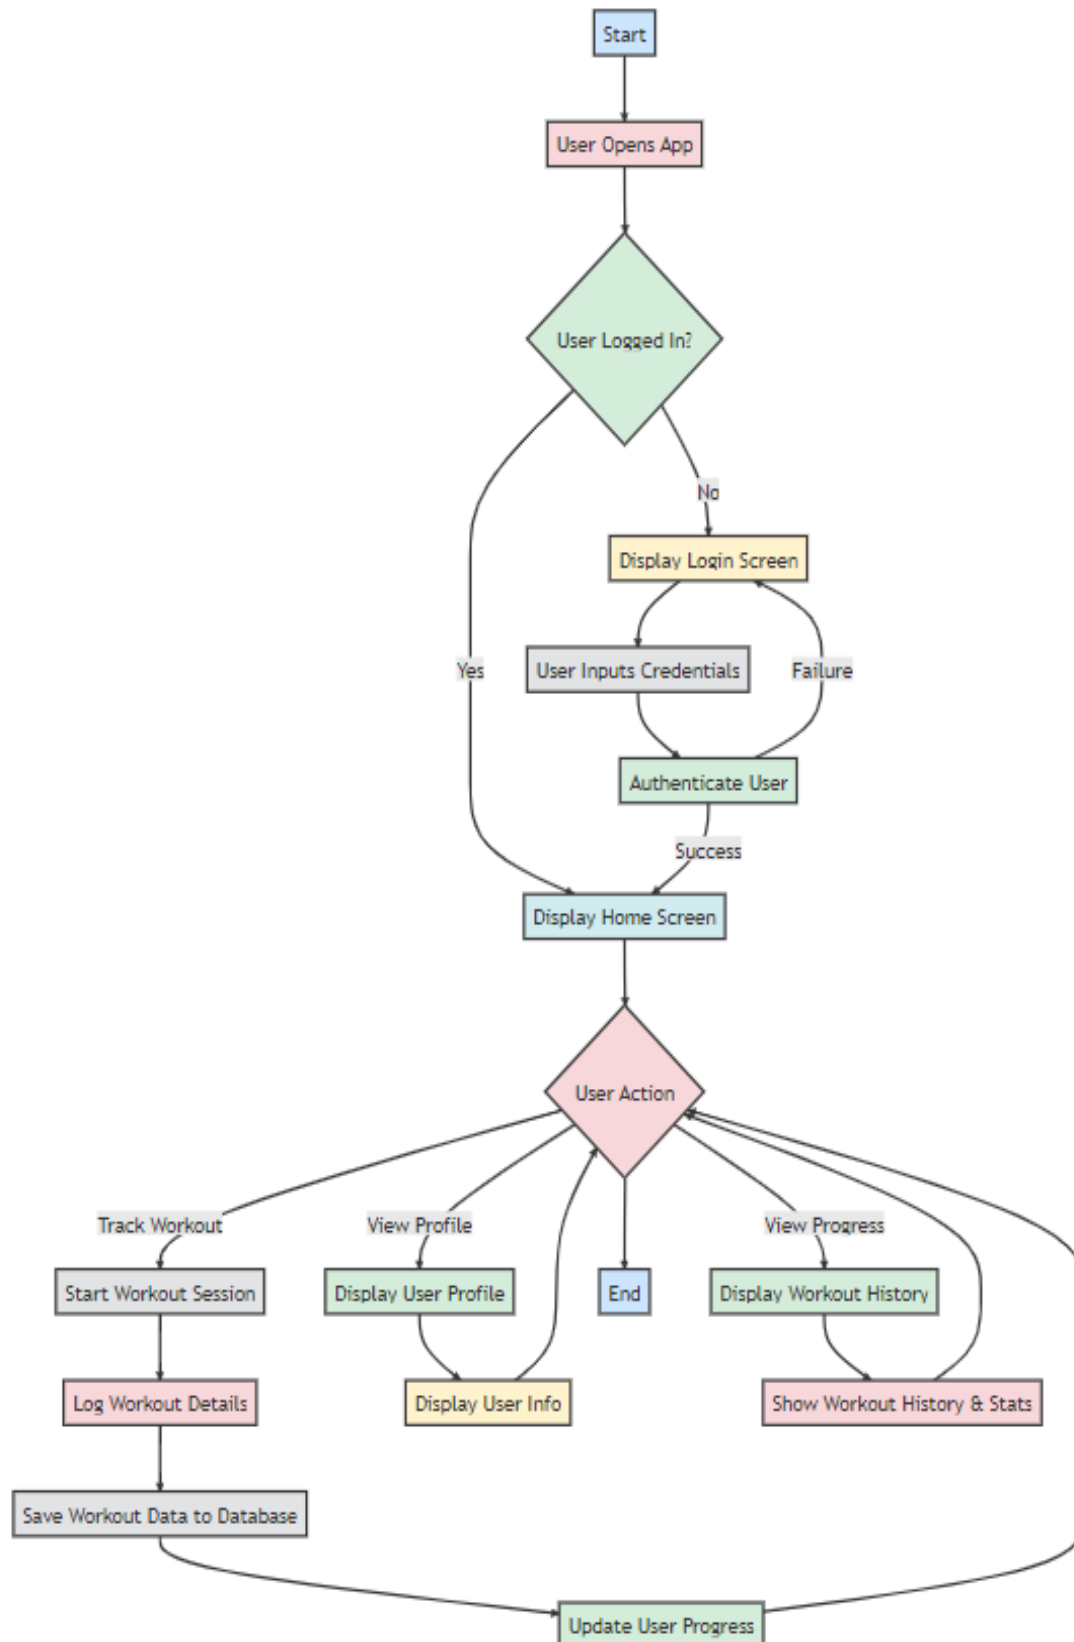 Start
User Opens App
User Logged In?
No
Display Login Screen
Yes
User Inputs Credentials
Failure
Authenticate User
Success
Display Home Screen
User Action
Track Workout
View Profile
View Progress
Start Workout Session
Display User Profile
End
Display Workout History
Log Workout Details
Display User Info
Show Workout History & Stats
Save Workout Data to Database
Update User Progress